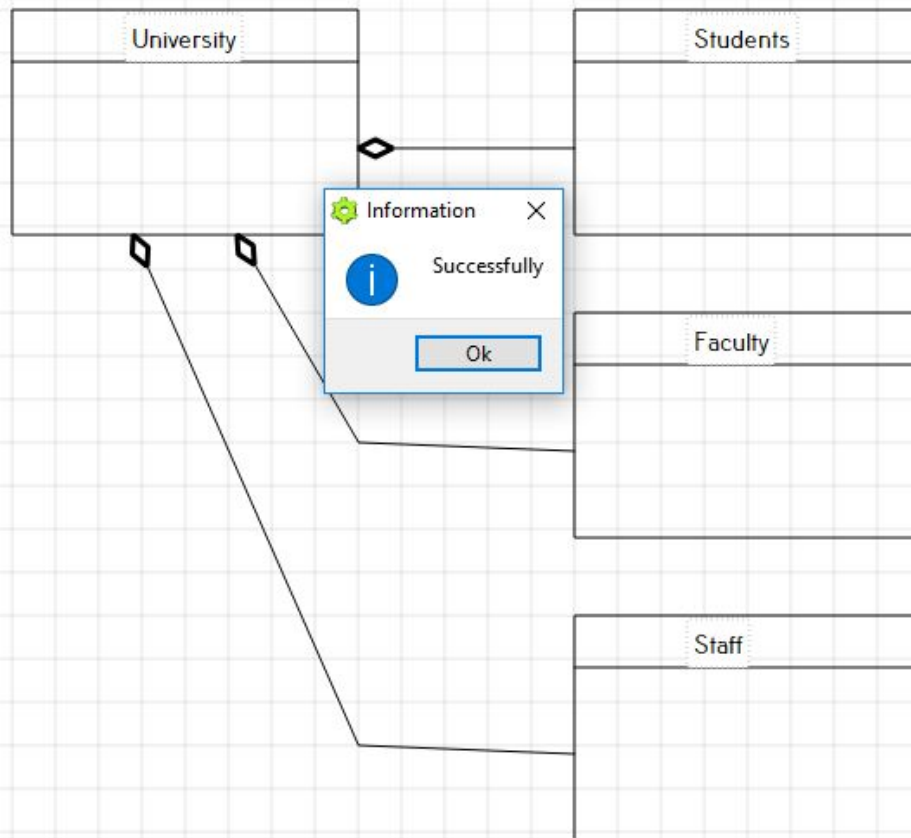 University
Students
Information
Successfully
Ok
Faculty
Staff